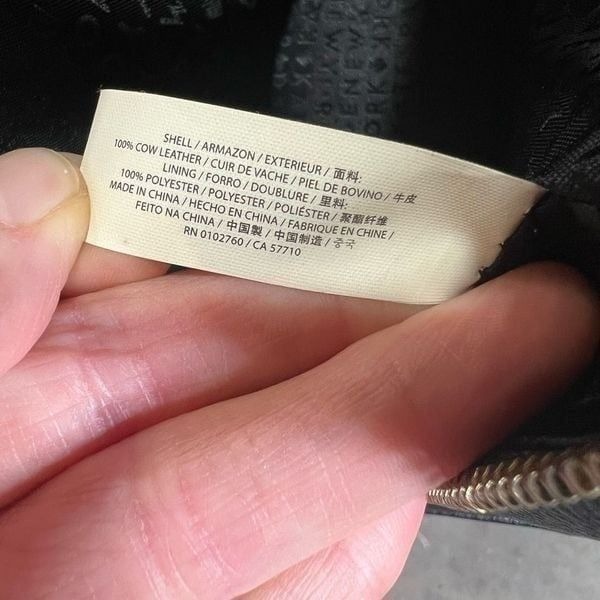 SHELL / ARMAZON / EXTERIEUR / 面料:
100% COW LEATHER / CUIR DE VACHE / PIEL DE BOVINO / 牛皮
LINING / FORRO / DOUBLURE / 里料:
100% POLYESTER / POLYESTER / POLIÉSTER / 聚酯纤维
MADE IN CHINA / HECHO EN CHINA / FABRIQUE EN CHINE /
FEITO NA CHINA / 中国製 / 中国制造 / 중국
RN 0102760 / CA 57710
ENEW
ORK